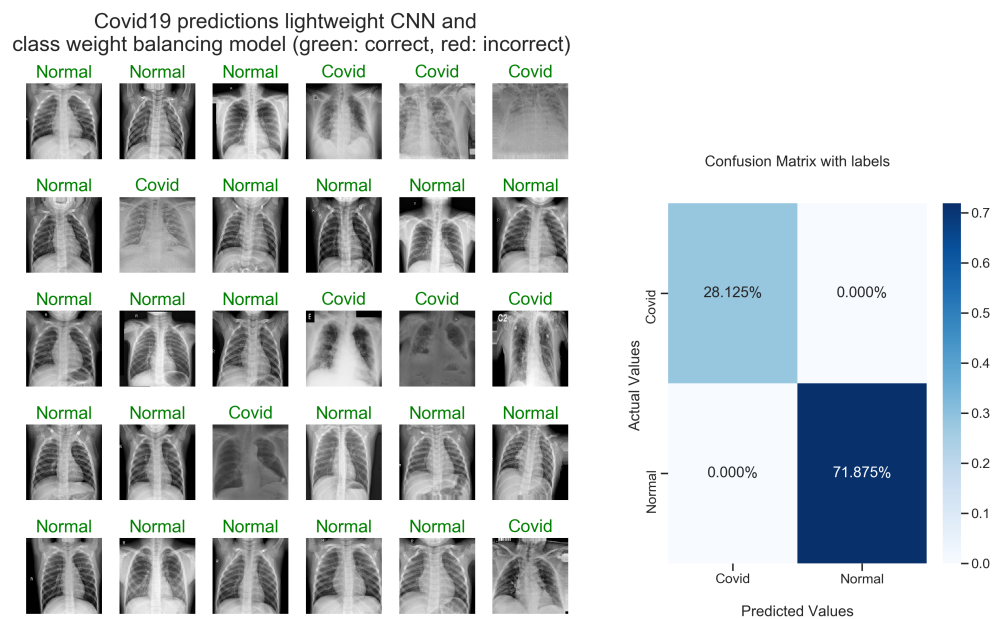 Covid19 predictions lightweight CNN and
class weight balancing model (green: correct, red: incorrect)
Normal Normal Normal Covid Covid Covid
Normal Covid Normal Normal Normal Normal
Normal Normal Normal Covid Covid Covid
E
C2
Normal Normal Covid Normal Normal Normal
Normal Normal Normal Normal Normal Covid
Confusion Matrix with labels
Actual Values
Covid
Normal
28.125% 0.000%
0.000% 71.875%
Covid Normal
Predicted Values
0.7
0.6
0.5
0.4
0.3
0.2
0.1
0.0